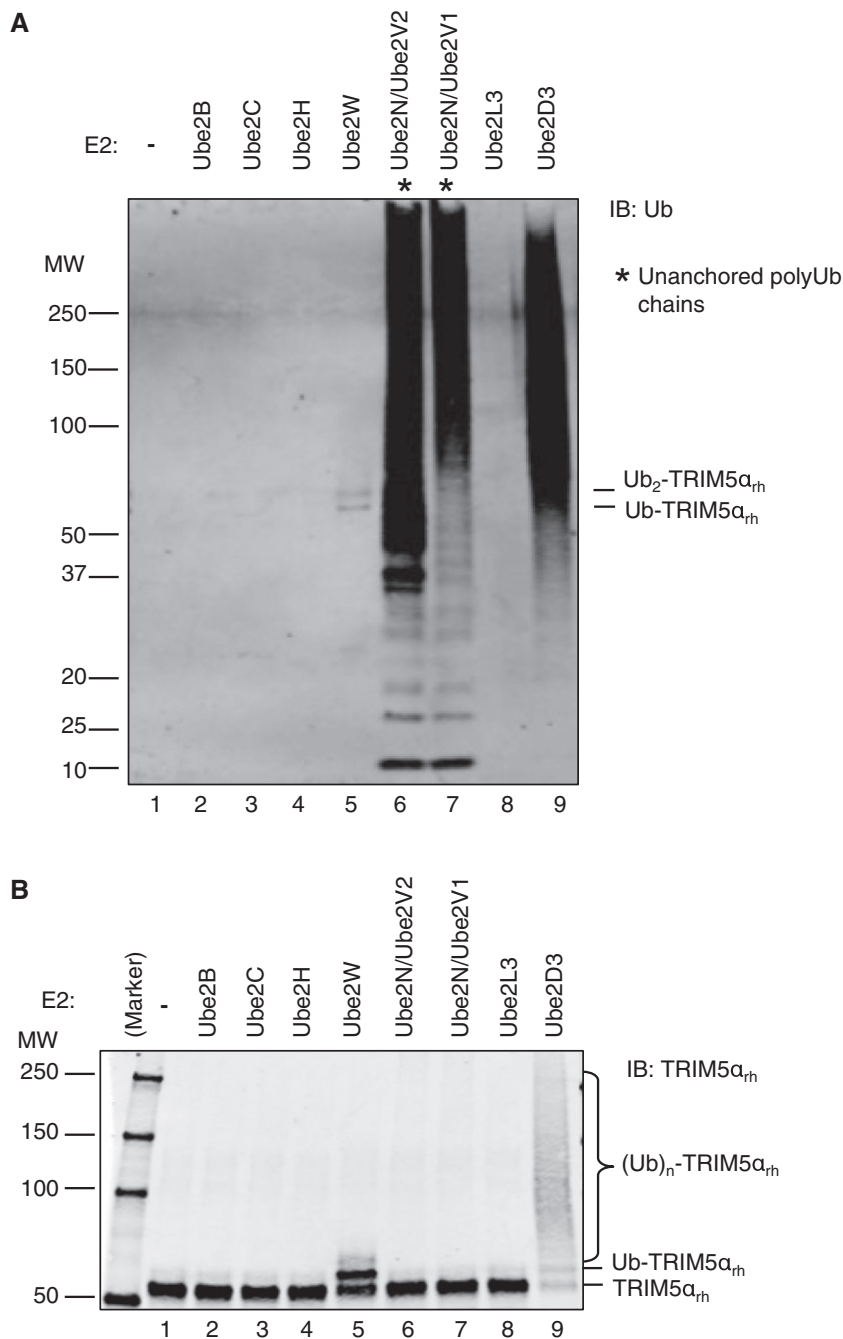 A
E2:
-
Ube2B
Ube2C
Ube2H
Ube2W
Ube2N/Ube2V2
Ube2N/Ube2V1
Ube2L3
Ube2D3
* *
IB: Ub
* Unanchored polyUb
chains
MW
250
150
100
50
37
20
25
10
Ub₂-TRIM5αrh
Ub-TRIM5αrh
1 2 3 4 5 6 7 8 9
B
E2:
(Marker)
-
Ube2B
Ube2C
Ube2H
Ube2W
Ube2N/Ube2V2
Ube2N/Ube2V1
Ube2L3
Ube2D3
MW
250
150
100
50
IB: TRIM5αrh
(Ub)n-TRIM5αrh
Ub-TRIM5αrh
TRIM5αrh
1 2 3 4 5 6 7 8 9